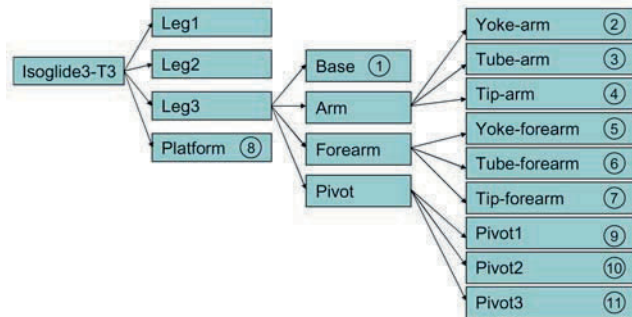 Isoglide3-T3
Leg1
Leg2
Leg3
Platform ⑧
Base ①
Arm
Forearm
Pivot
Yoke-arm ②
Tube-arm ③
Tip-arm ④
Yoke-forearm ⑤
Tube-forearm ⑥
Tip-forearm ⑦
Pivot1 ⑨
Pivot2 ⑩
Pivot3 ⑪